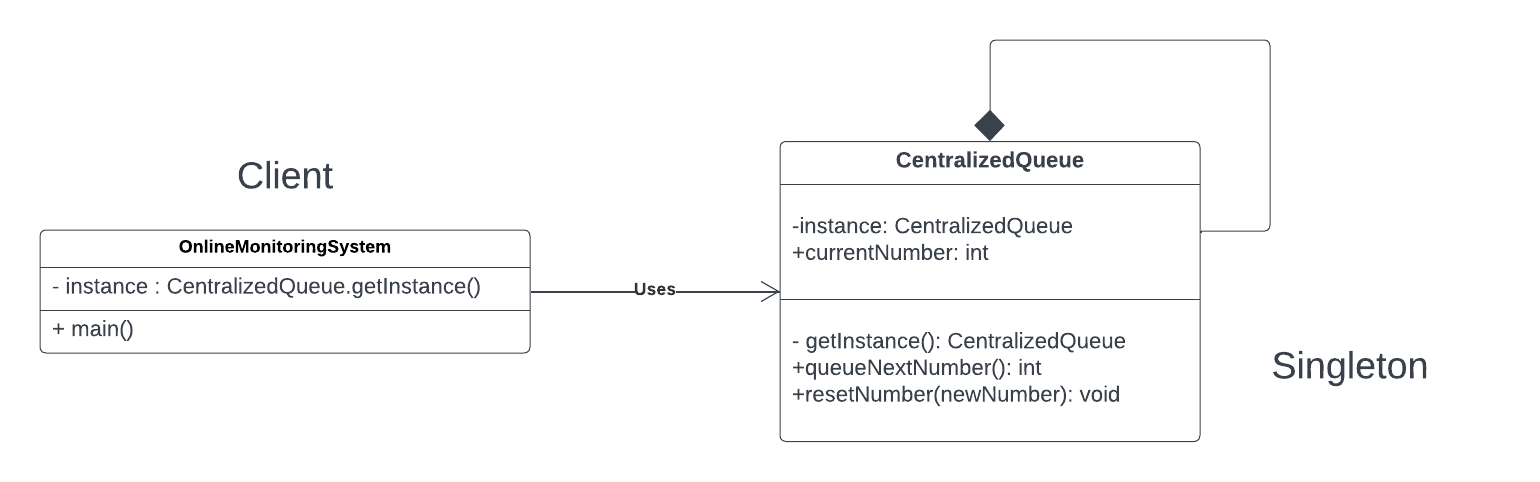 Client
OnlineMonitoringSystem
- instance : CentralizedQueue.getInstance()
+ main()
Uses
CentralizedQueue
-instance: CentralizedQueue
+currentNumber: int
- getInstance(): CentralizedQueue
+queueNextNumber(): int
+resetNumber(newNumber): void
Singleton